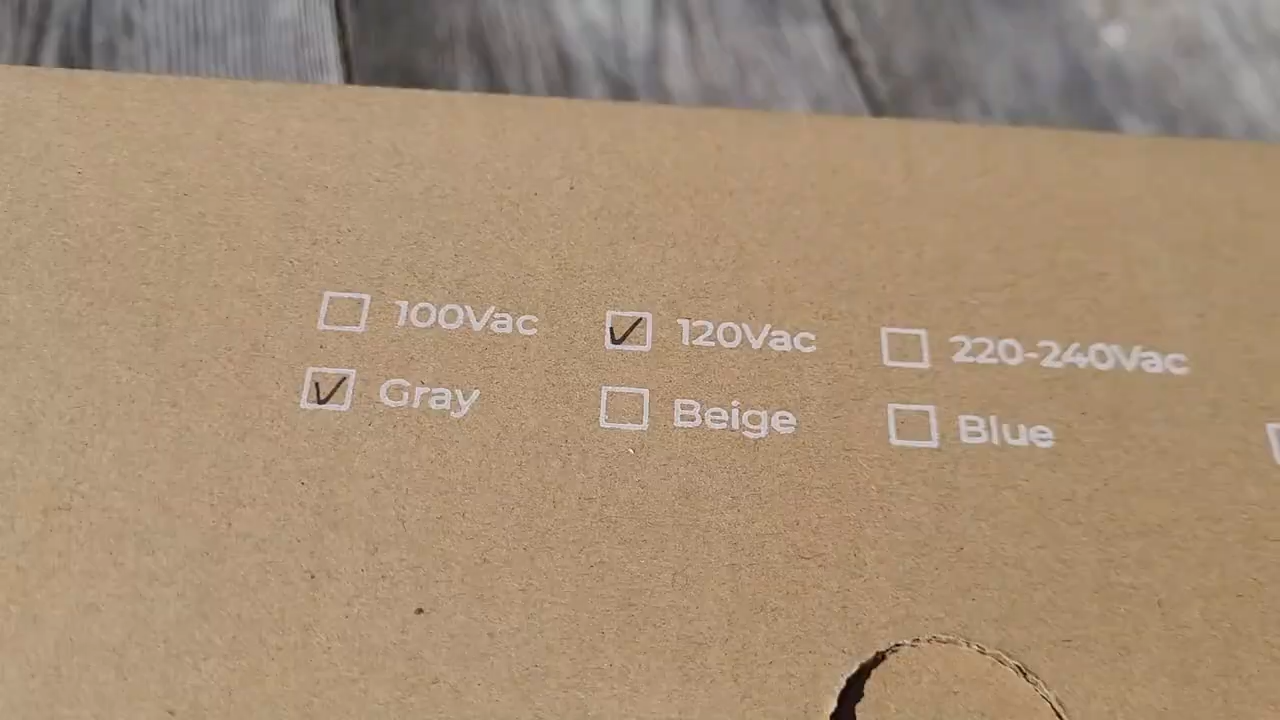 ☐ 100Vac ☑ 120Vac ☐ 220-240Vac
☑ Gray ☐ Beige ☐ Blue ☐